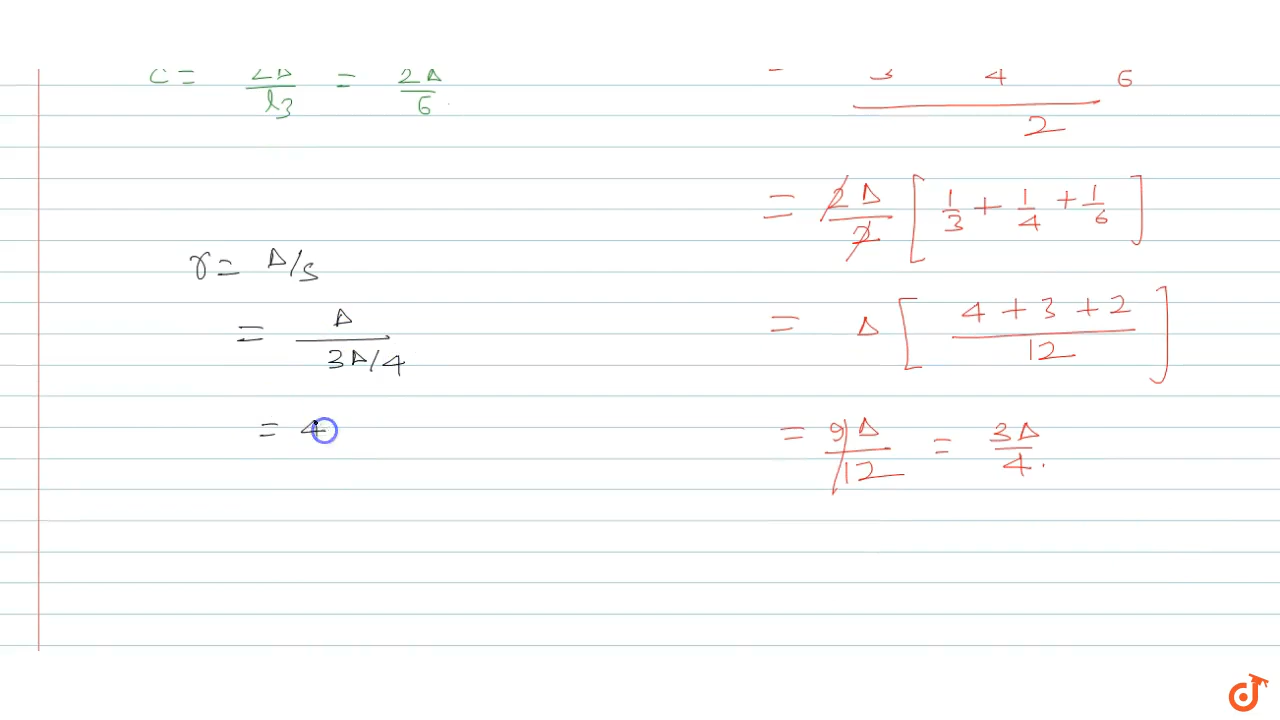 c = 2Δ/l3 = 2Δ/6
3 4 6
2
= 2Δ/2 [ 1/3 + 1/4 + 1/6 ]
r = Δ/s
= Δ/(3Δ/4)
= Δ [ (4 + 3 + 2)/12 ]
= 4
= 9Δ/12 = 3Δ/4.